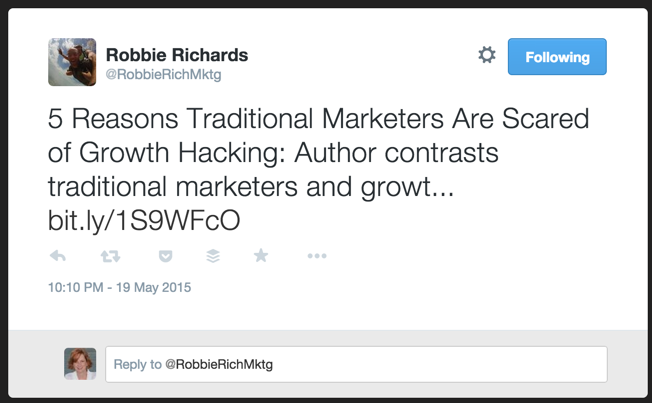 Robbie Richards
@RobbieRichMktg
Following
5 Reasons Traditional Marketers Are Scared
of Growth Hacking: Author contrasts
traditional marketers and growt...
bit.ly/1S9WFcO
10:10 PM - 19 May 2015
Reply to @RobbieRichMktg